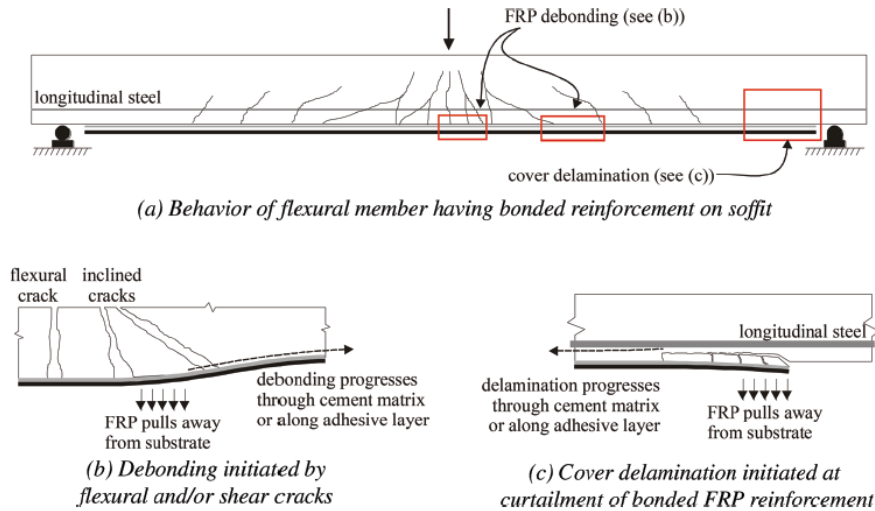 FRP debonding (see (b))
longitudinal steel
cover delamination (see (c))
(a) Behavior of flexural member having bonded reinforcement on soffit
flexural
crack
inclined
cracks
debonding progresses
through cement matrix
or along adhesive layer
FRP pulls away
from substrate
(b) Debonding initiated by
flexural and/or shear cracks
longitudinal steel
delamination progresses
through cement matrix
or along adhesive layer
FRP pulls away
from substrate
(c) Cover delamination initiated at
curtailment of bonded FRP reinforcement